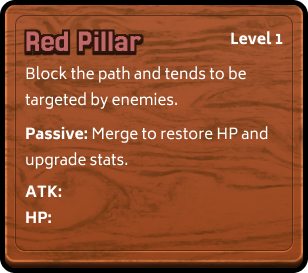 Red Pillar
Level 1
Block the path and tends to be
targeted by enemies.
Passive: Merge to restore HP and
upgrade stats.
ATK:
HP: